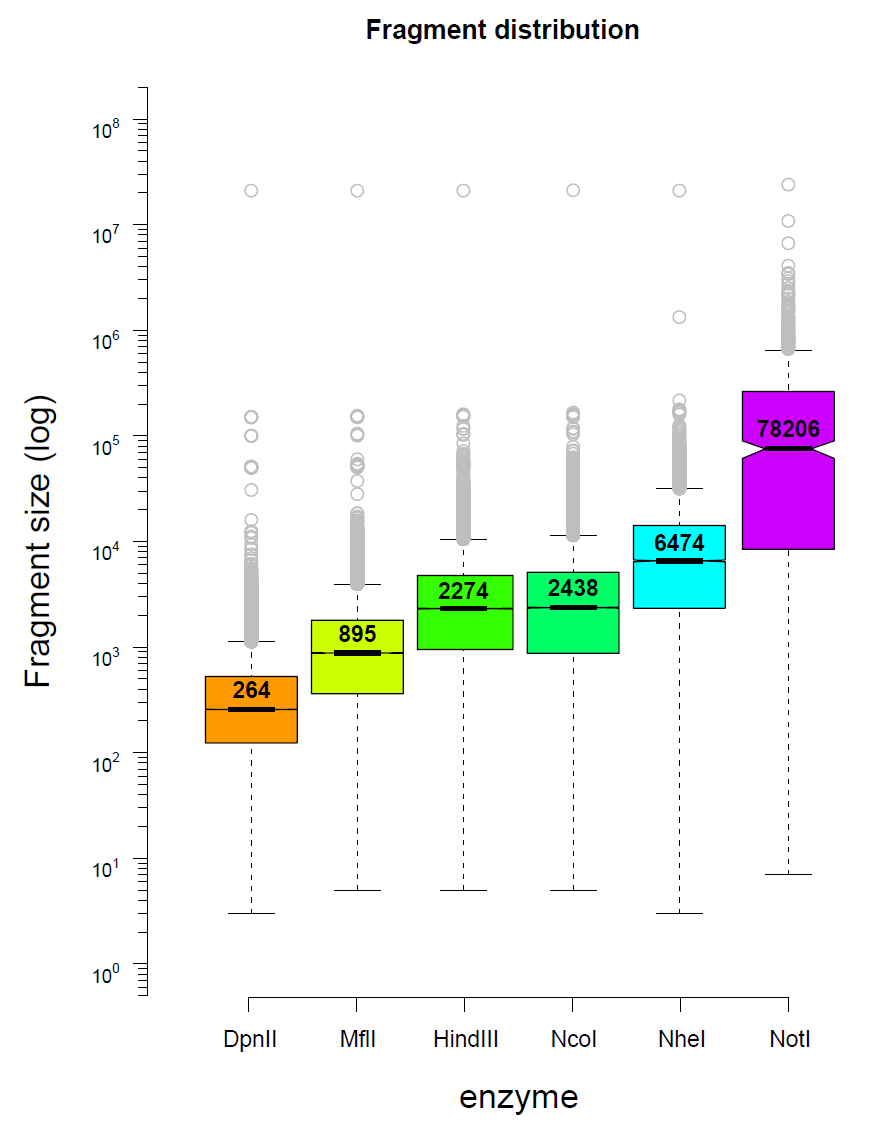 Fragment distribution
Fragment size (log)
10^8
10^7
10^6
10^5
10^4
10^3
10^2
10^1
10^0
264
895
2274
2438
6474
78206
DpnII
MflI
HindIII
NcoI
NheI
NotI
enzyme